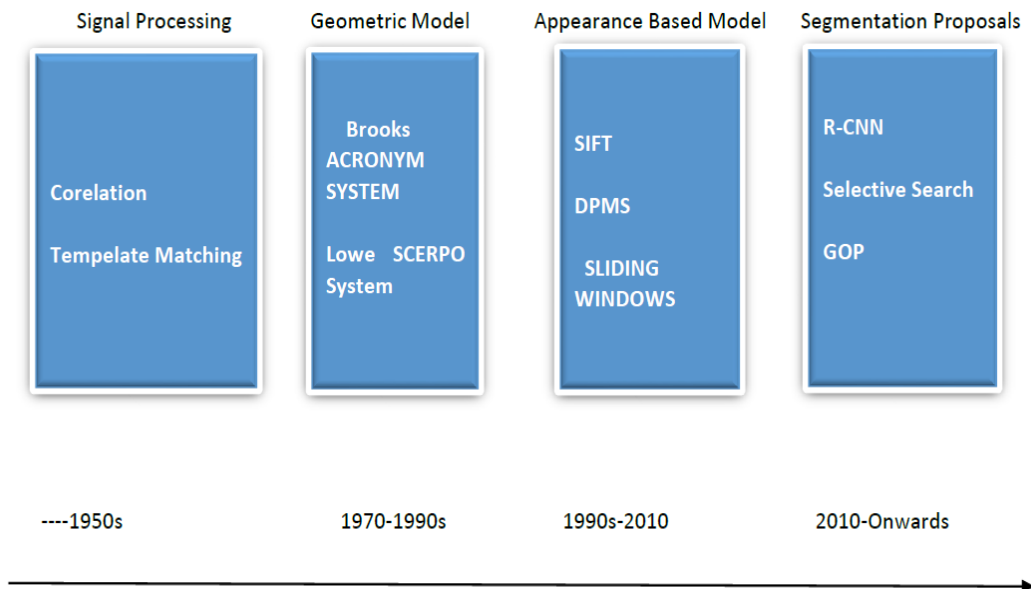 Signal Processing
Geometric Model
Appearance Based Model
Segmentation Proposals
Corelation
Tempelate Matching
Brooks
ACRONYM
SYSTEM
Lowe SCERPO
System
SIFT
DPMS
SLIDING
WINDOWS
R-CNN
Selective Search
GOP
----1950s
1970-1990s
1990s-2010
2010-Onwards